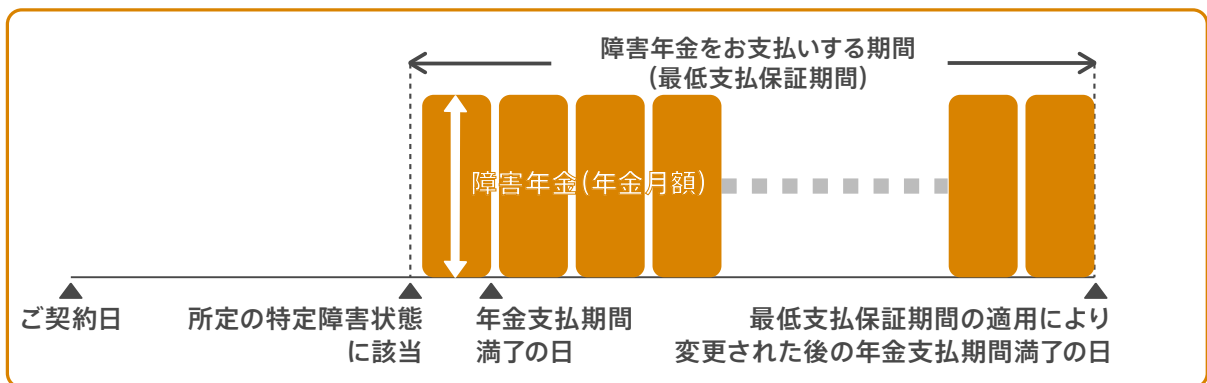 障害年金をお支払いする期間
(最低支払保証期間)
障害年金(年金月額)
ご契約日
所定の特定障害状態
に該当
年金支払期間
満了の日
最低支払保証期間の適用により
変更された後の年金支払期間満了の日